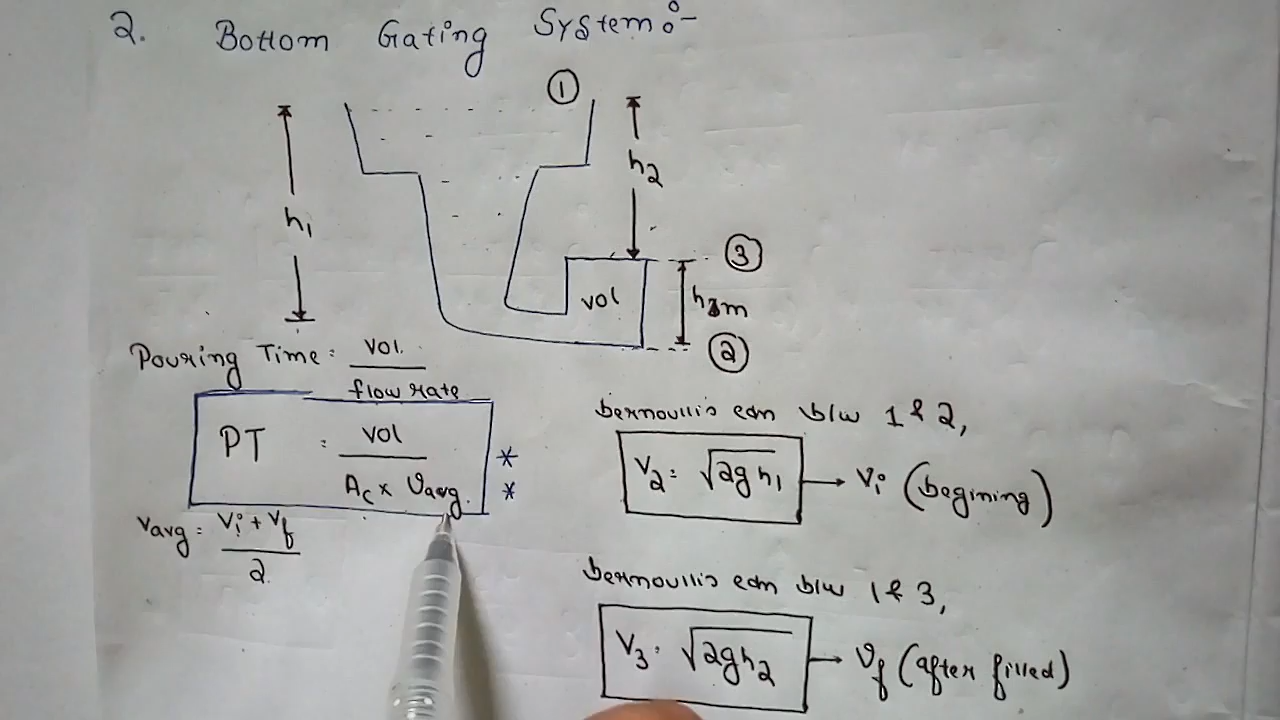 2. Bottom Gating System:-
①
h1
h2
③
vol
hm
②
Pouring Time = vol. / flow rate
PT = vol / Ac x Vavg. * *
Vavg = Vi + Vf / 2
bernoulli's eqn b/w 1 & 2,
V2 = √2gh1 → Vi (begining)
bernoulli's eqn b/w 1 & 3,
V3 = √2gh2 → Vf (after filled)